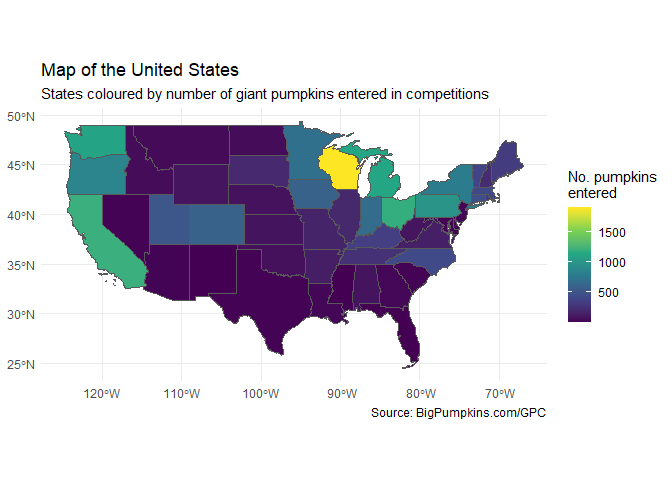 Map of the United States
States coloured by number of giant pumpkins entered in competitions
50°N
45°N
40°N
35°N
30°N
25°N
120°W
110°W
100°W
90°W
80°W
70°W
No. pumpkins
entered
1500
1000
500
Source: BigPumpkins.com/GPC